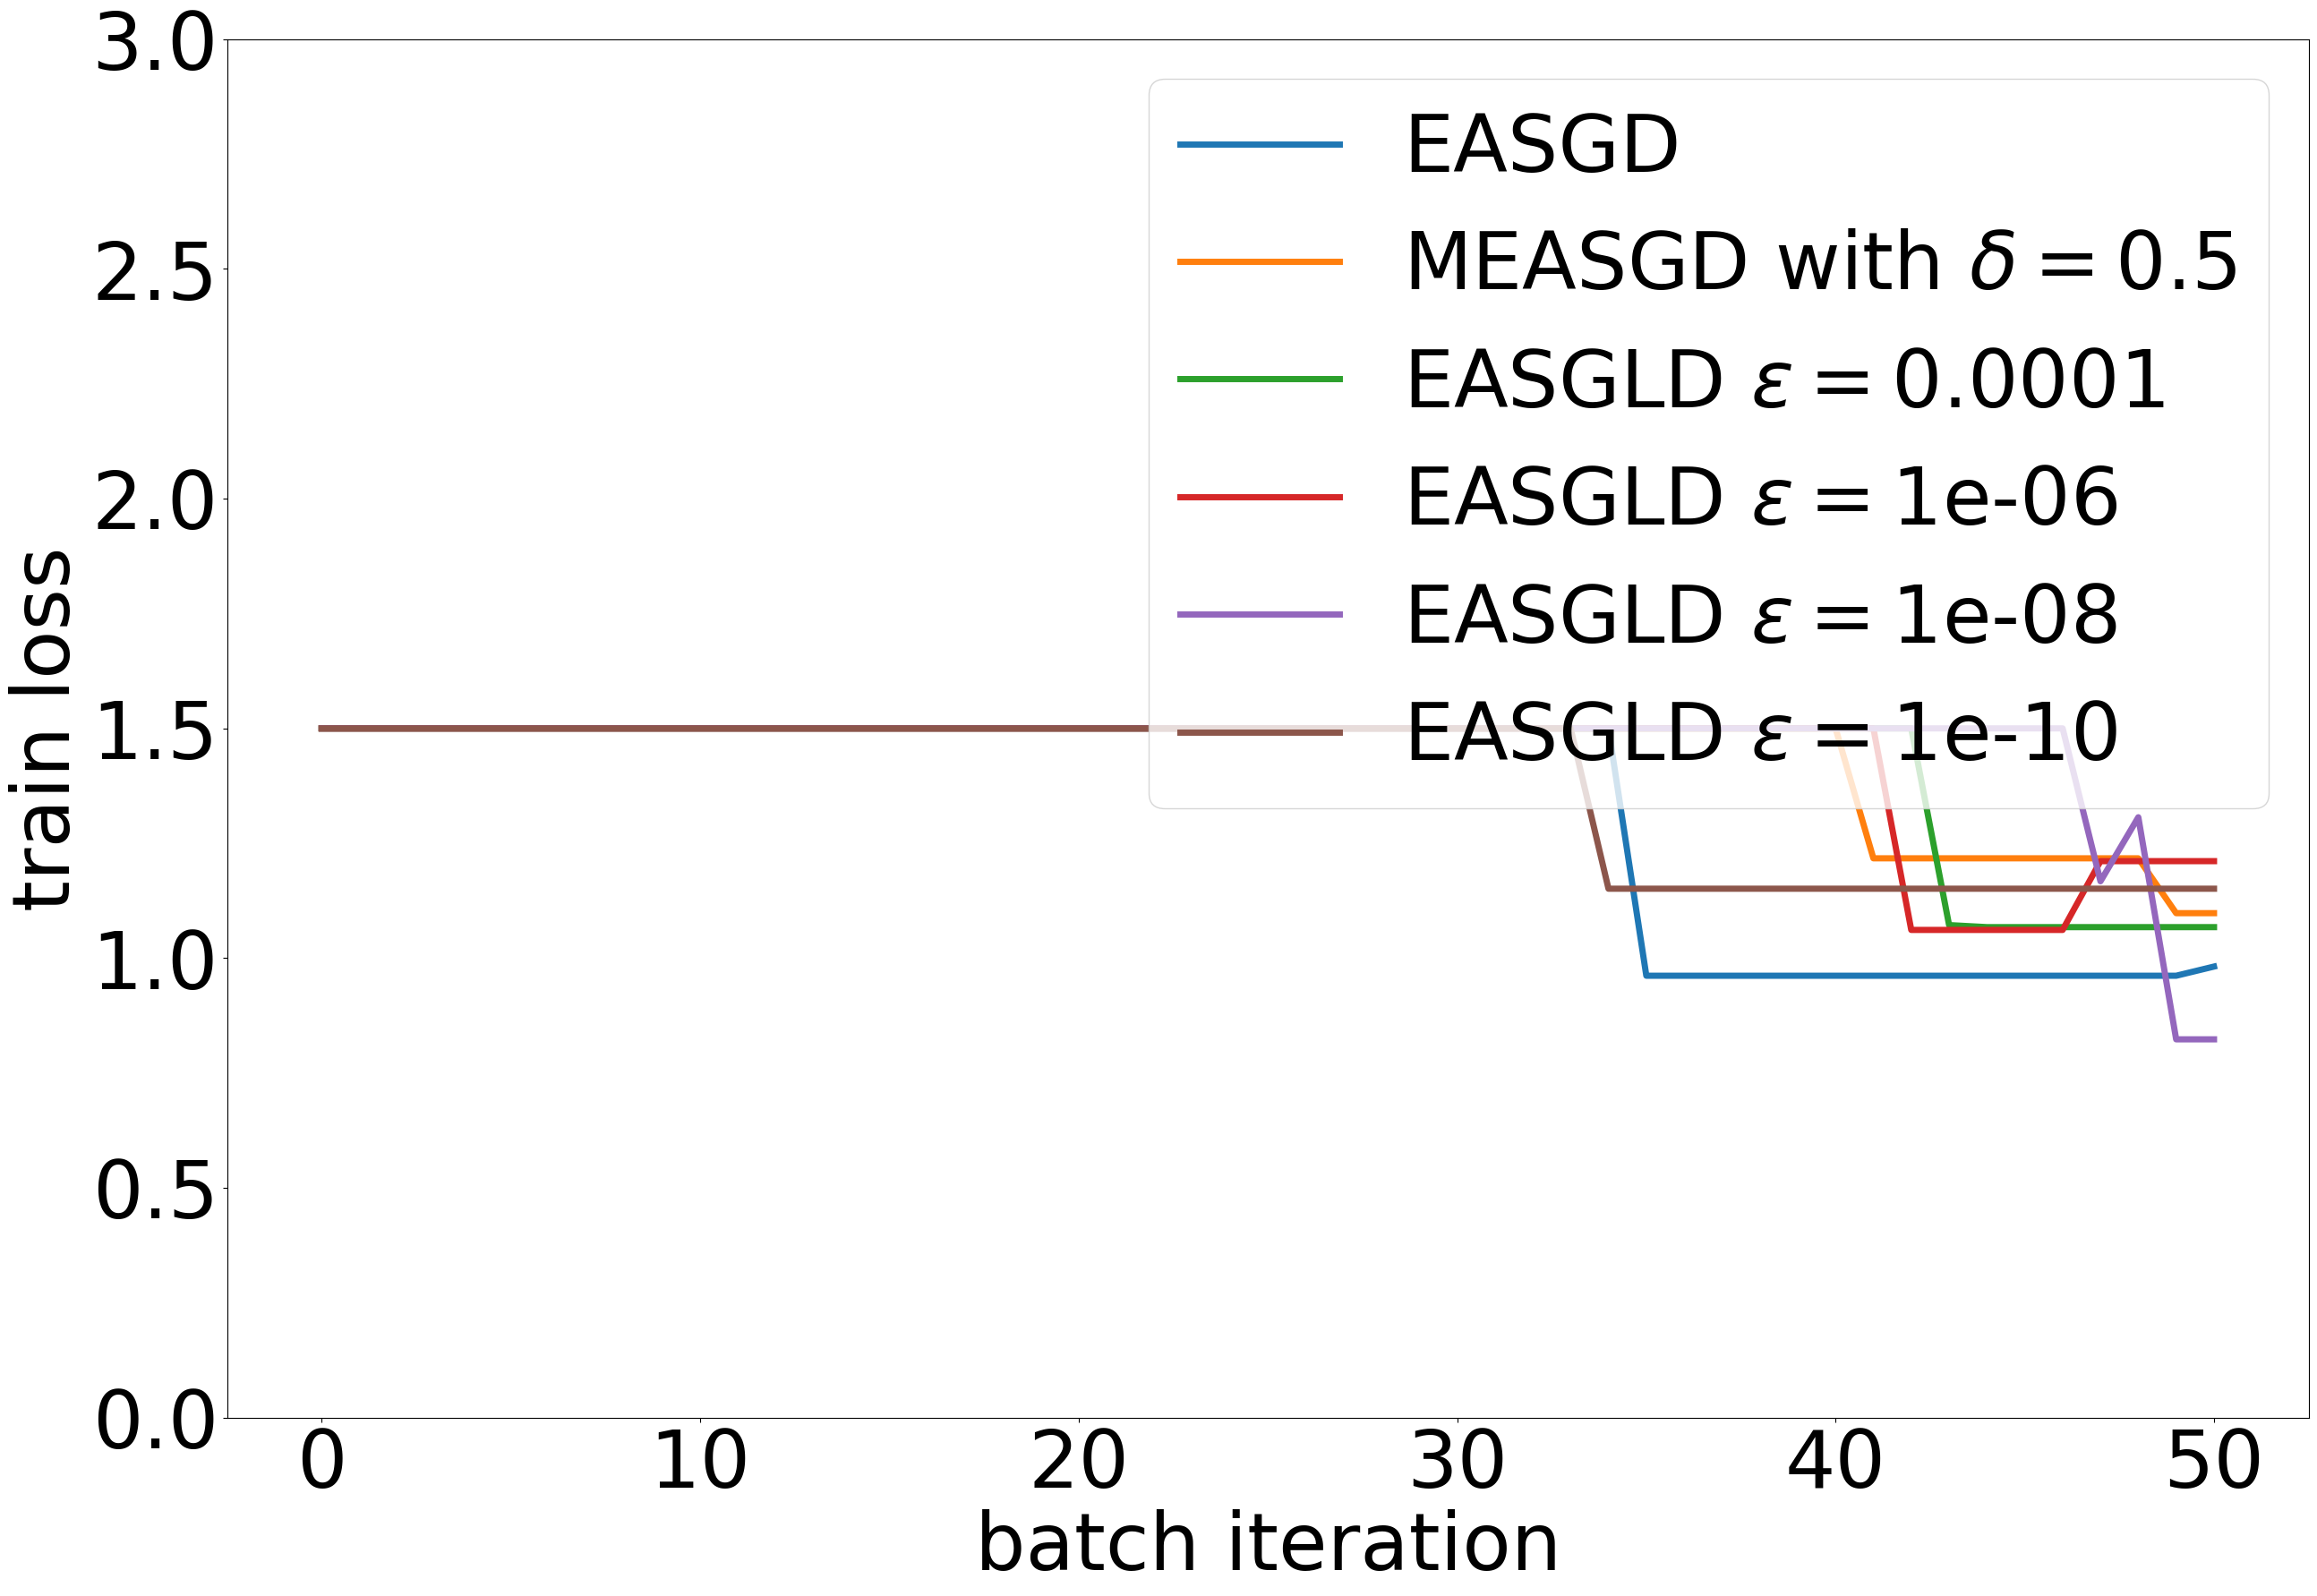 3.0
2.5
2.0
1.5
1.0
0.5
0.0
train loss
EASGD
MEASGD with δ = 0.5
EASGLD ε = 0.0001
EASGLD ε = 1e-06
EASGLD ε = 1e-08
EASGLD ε = 1e-10
0 10 20 30 40 50
batch iteration